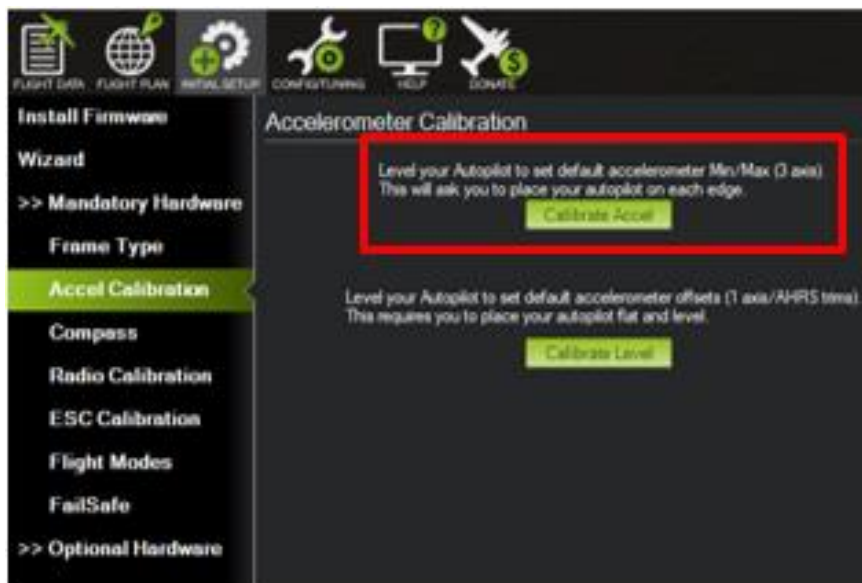 FLIGHT DATA FLIGHT PLAN INITIAL SETUP CONFIG/TUNING HELP DONATE
Install Firmware
Wizard
>> Mandatory Hardware
Frame Type
Accel Calibration
Compass
Radio Calibration
ESC Calibration
Flight Modes
FailSafe
>> Optional Hardware
Accelerometer Calibration
Level your Autopilot to set default accelerometer Min/Max (3 axis).
This will ask you to place your autopilot on each edge.
Calibrate Accel
Level your Autopilot to set default accelerometer offsets (1 axis/AHRS trims).
This requires you to place your autopilot flat and level.
Calibrate Level